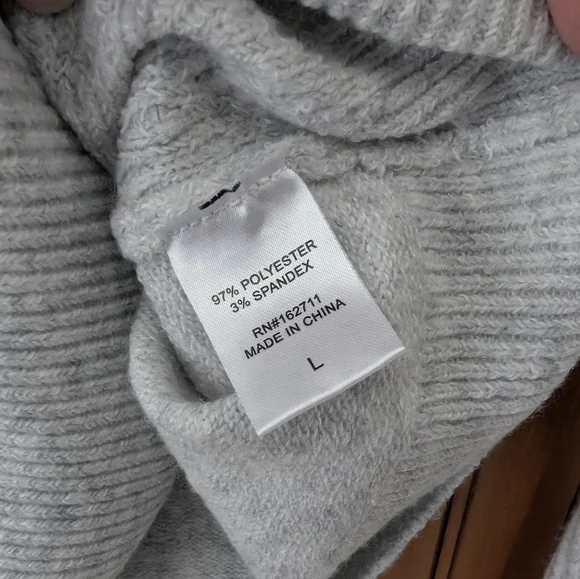 97% POLYESTER
3% SPANDEX
RN#162711
MADE IN CHINA
L